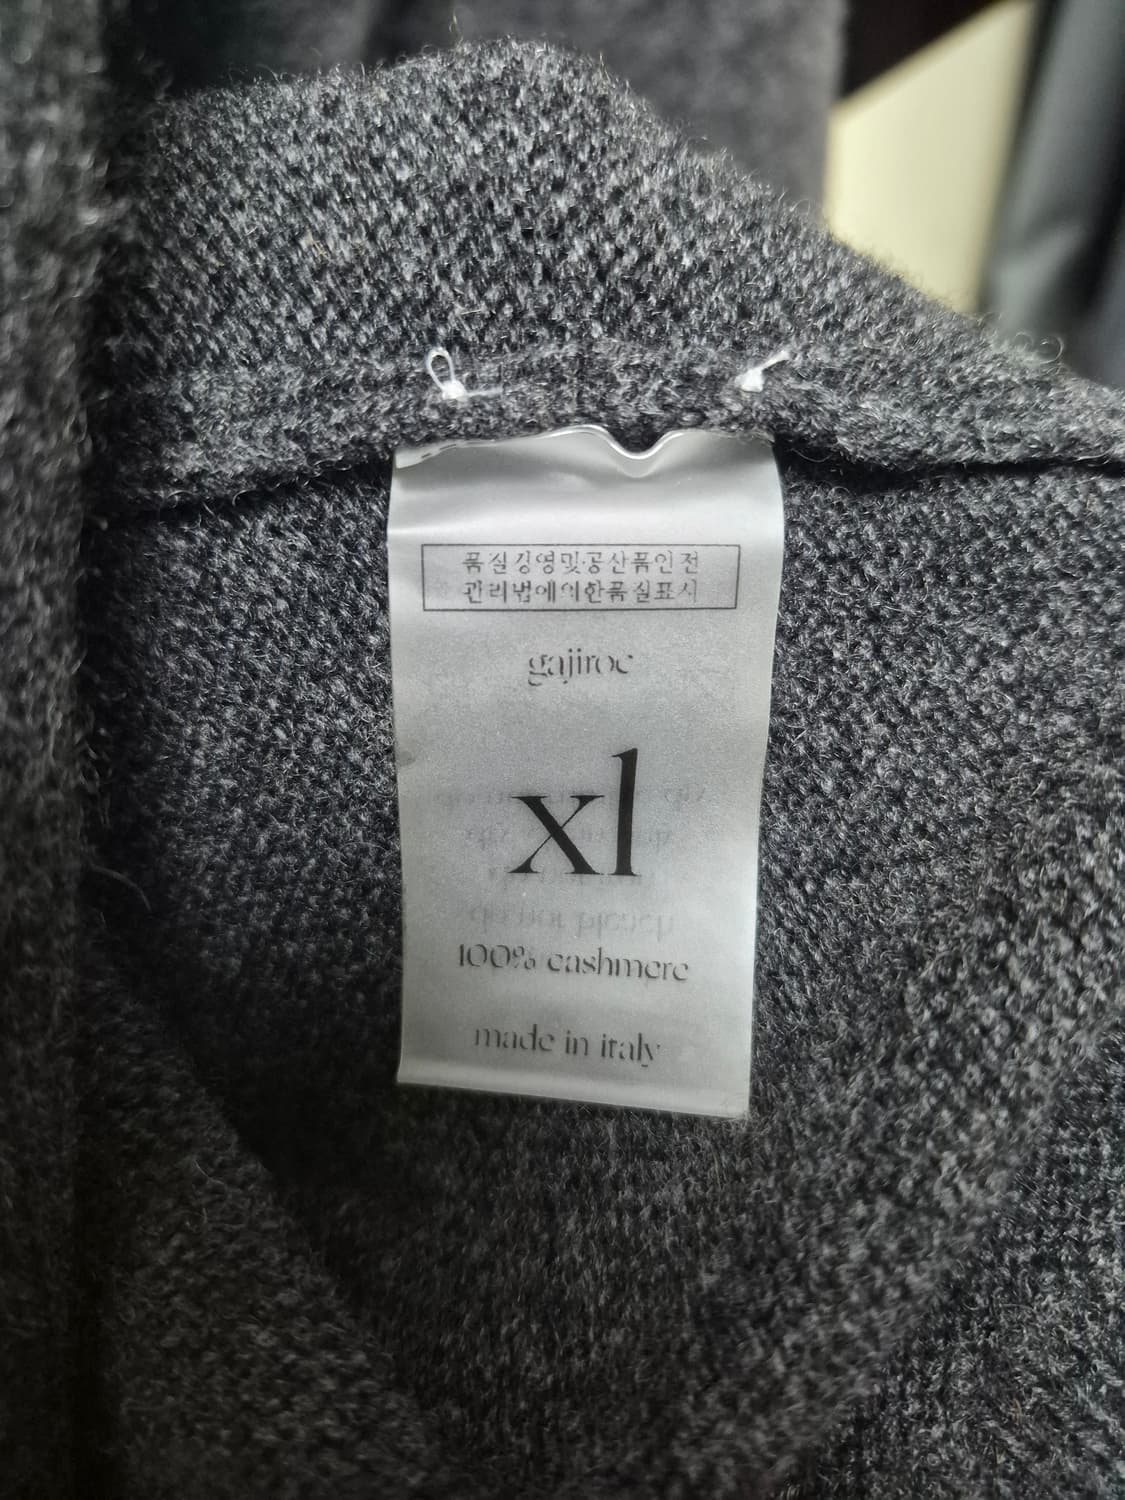 품질경영및공산품안전
관리법에의한품질표시
gajiroc
xl
100% cashmere
made in italy